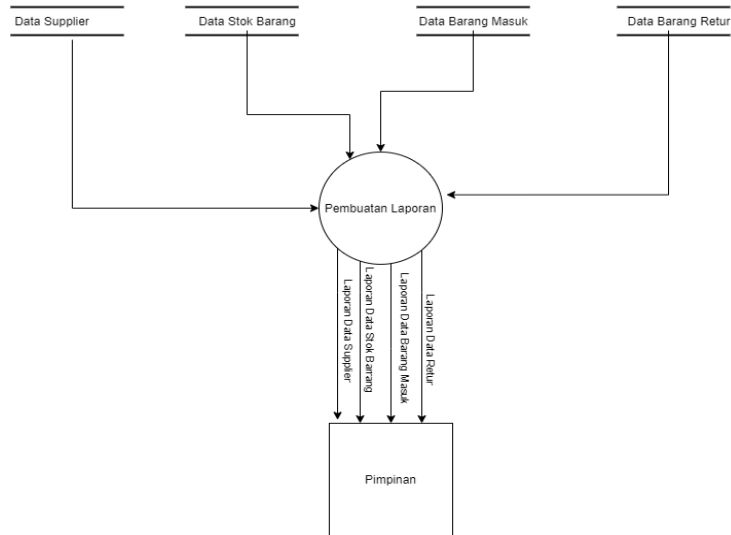 Data Supplier
Data Stok Barang
Data Barang Masuk
Data Barang Retur
Pembuatan Laporan
Laporan Data Supplier
Laporan Data Stok Barrang
Laporan Data Barang Masuk
Laporan Data Retur
Pimpinan